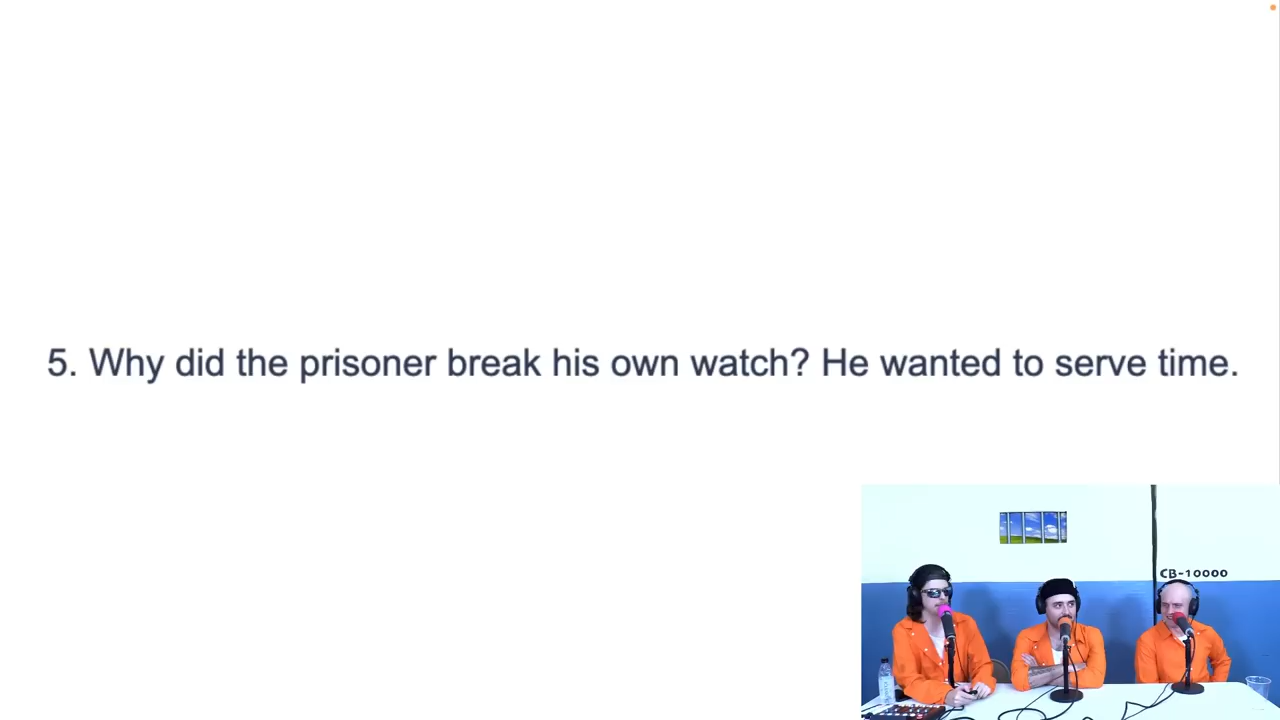 5. Why did the prisoner break his own watch? He wanted to serve time.
CB-10000